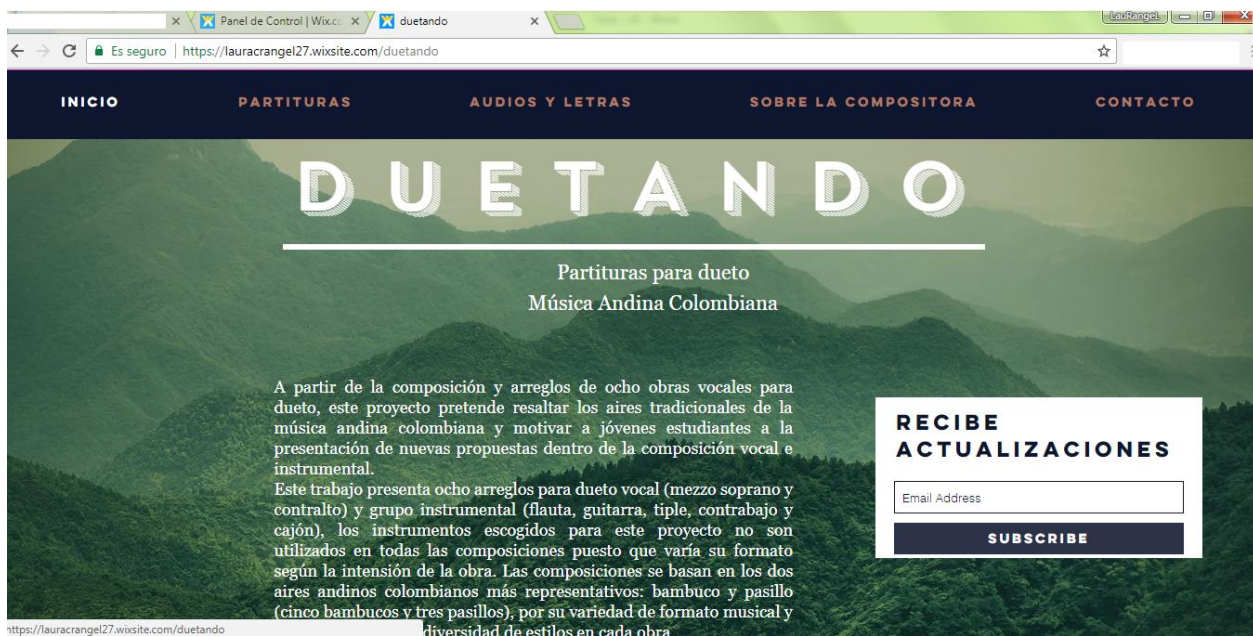 Panel de Control | Wix.c
duetando
LauRangel
Es seguro
https://lauracrangel27.wixsite.com/duetando
INICIO
PARTITURAS
AUDIOS Y LETRAS
SOBRE LA COMPOSITORA
CONTACTO
DUETANDO
Partituras para dueto
Música Andina Colombiana
A partir de la composición y arreglos de ocho obras vocales para
dueto, este proyecto pretende resaltar los aires tradicionales de la
música andina colombiana y motivar a jóvenes estudiantes a la
presentación de nuevas propuestas dentro de la composición vocal e
instrumental.
Este trabajo presenta ocho arreglos para dueto vocal (mezzo soprano y
contralto) y grupo instrumental (flauta, guitarra, tiple, contrabajo y
cajón), los instrumentos escogidos para este proyecto no son
utilizados en todas las composiciones puesto que varía su formato
según la intensión de la obra. Las composiciones se basan en los dos
aires andinos colombianos más representativos: bambuco y pasillo
(cinco bambucos y tres pasillos), por su variedad de formato musical y
diversidad de estilos en cada obra
RECIBE
ACTUALIZACIONES
Email Address
SUBSCRIBE
https://lauracrangel27.wixsite.com/duetando